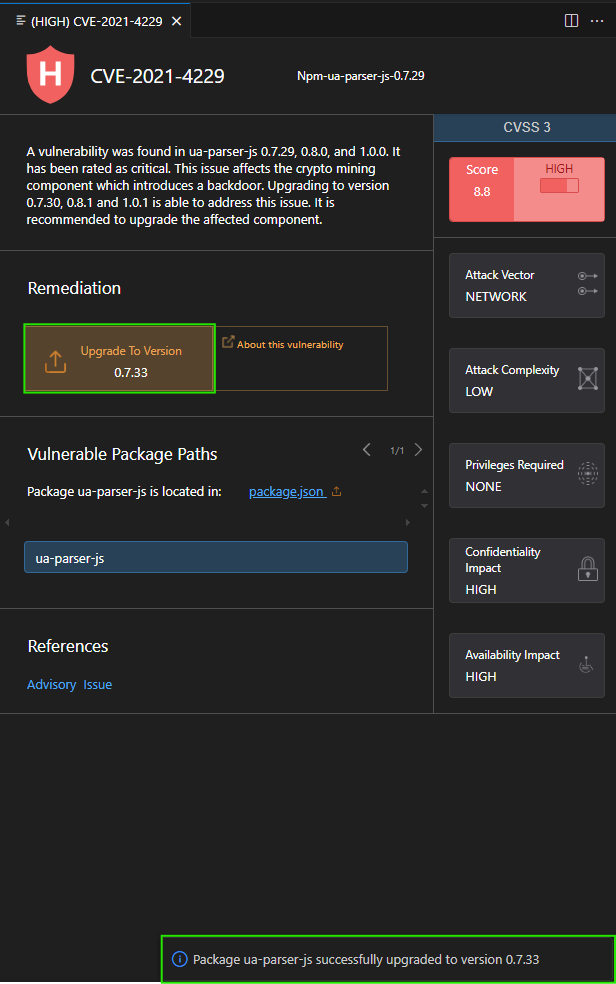 (HIGH) CVE-2021-4229
H
CVE-2021-4229
Npm-ua-parser-js-0.7.29
A vulnerability was found in ua-parser-js 0.7.29, 0.8.0, and 1.0.0. It
has been rated as critical. This issue affects the crypto mining
component which introduces a backdoor. Upgrading to version
0.7.30, 0.8.1 and 1.0.1 is able to address this issue. It is
recommended to upgrade the affected component.
Remediation
Upgrade To Version
0.7.33
About this vulnerability
Vulnerable Package Paths
1/1
Package ua-parser-js is located in: package.json
ua-parser-js
References
Advisory Issue
CVSS 3
Score
8.8
HIGH
Attack Vector
NETWORK
Attack Complexity
LOW
Privileges Required
NONE
Confidentiality
Impact
HIGH
Availability Impact
HIGH
Package ua-parser-js successfully upgraded to version 0.7.33